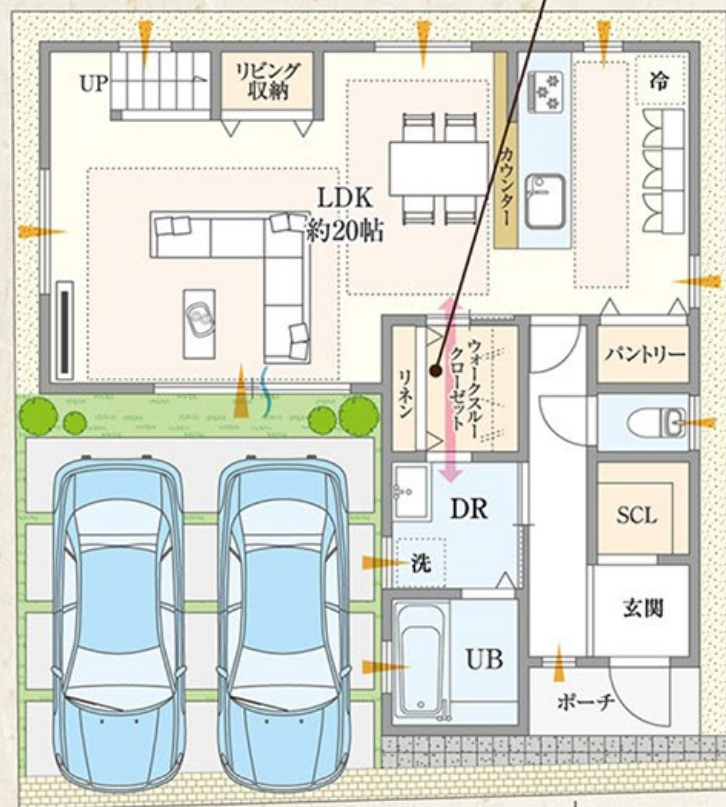 UP
リビング
収納
冷
カウンター
LDK
約20帖
リネン
ウォークスルー
クローゼット
パントリー
DR
洗
SCL
玄関
UB
ポーチ